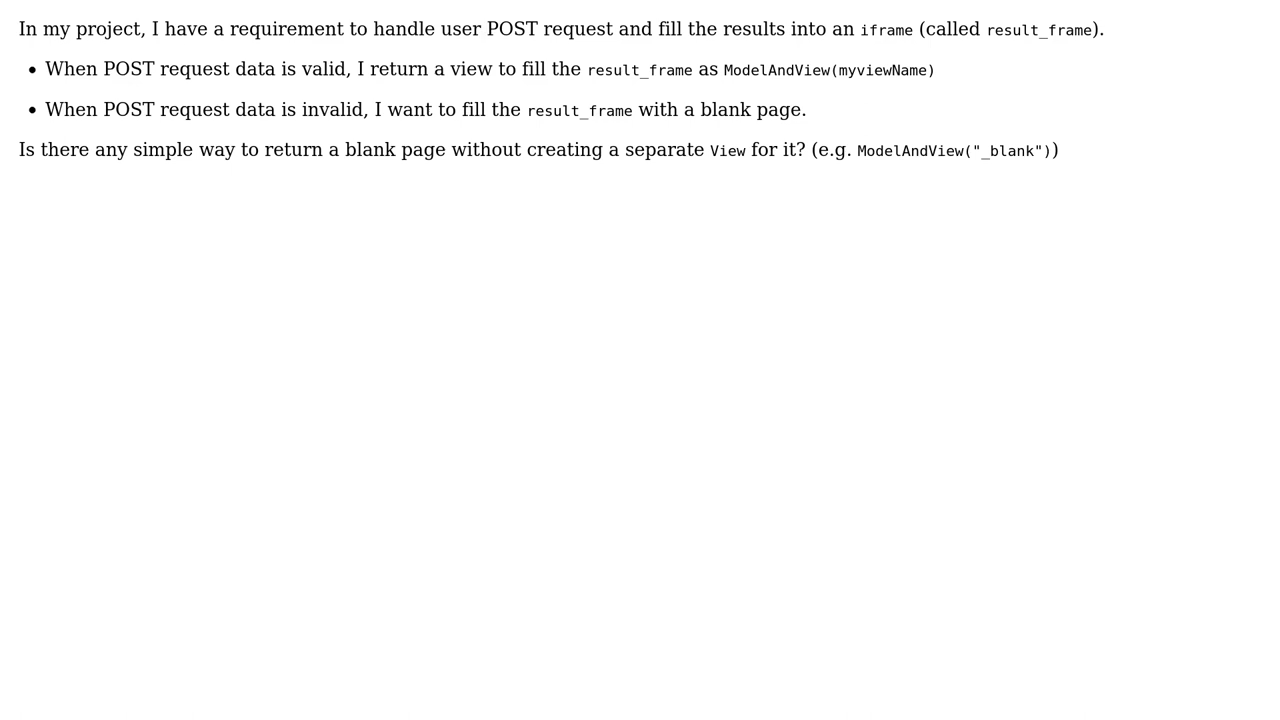 In my project, I have a requirement to handle user POST request and fill the results into an iframe (called result_frame).
• When POST request data is valid, I return a view to fill the result_frame as ModelAndView(myviewName)
• When POST request data is invalid, I want to fill the result_frame with a blank page.
Is there any simple way to return a blank page without creating a separate View for it? (e.g. ModelAndView("_blank"))